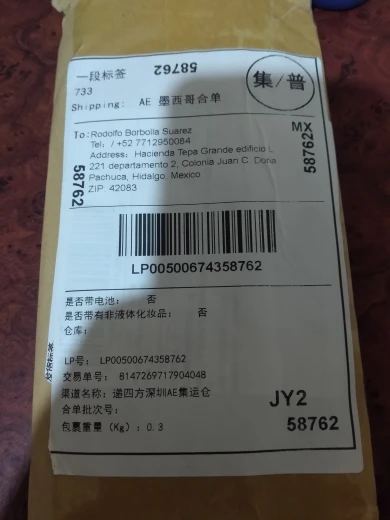 一段标签
58762
733
集/普
Shipping: AE 墨西哥合单
To: Rodolfo Borbolla Suarez
MX
Tel: / +52 7712950084
Address: Hacienda Tepa Grande edificio L
221 departamento 2, Colonia Juan C. Doria
Pachuca, Hidalgo, Mexico
ZIP 42083
58762
58762
LP00500674358762
是否带电池: 否
是否带有非液体化妆品: 否
仓库:
LP号: LP00500674358762
交易单号: 8147269717904048
渠道名称: 递四方深圳AE集运仓
合单批次号:
JY2
包裹重量(Kg): 0.3
58762